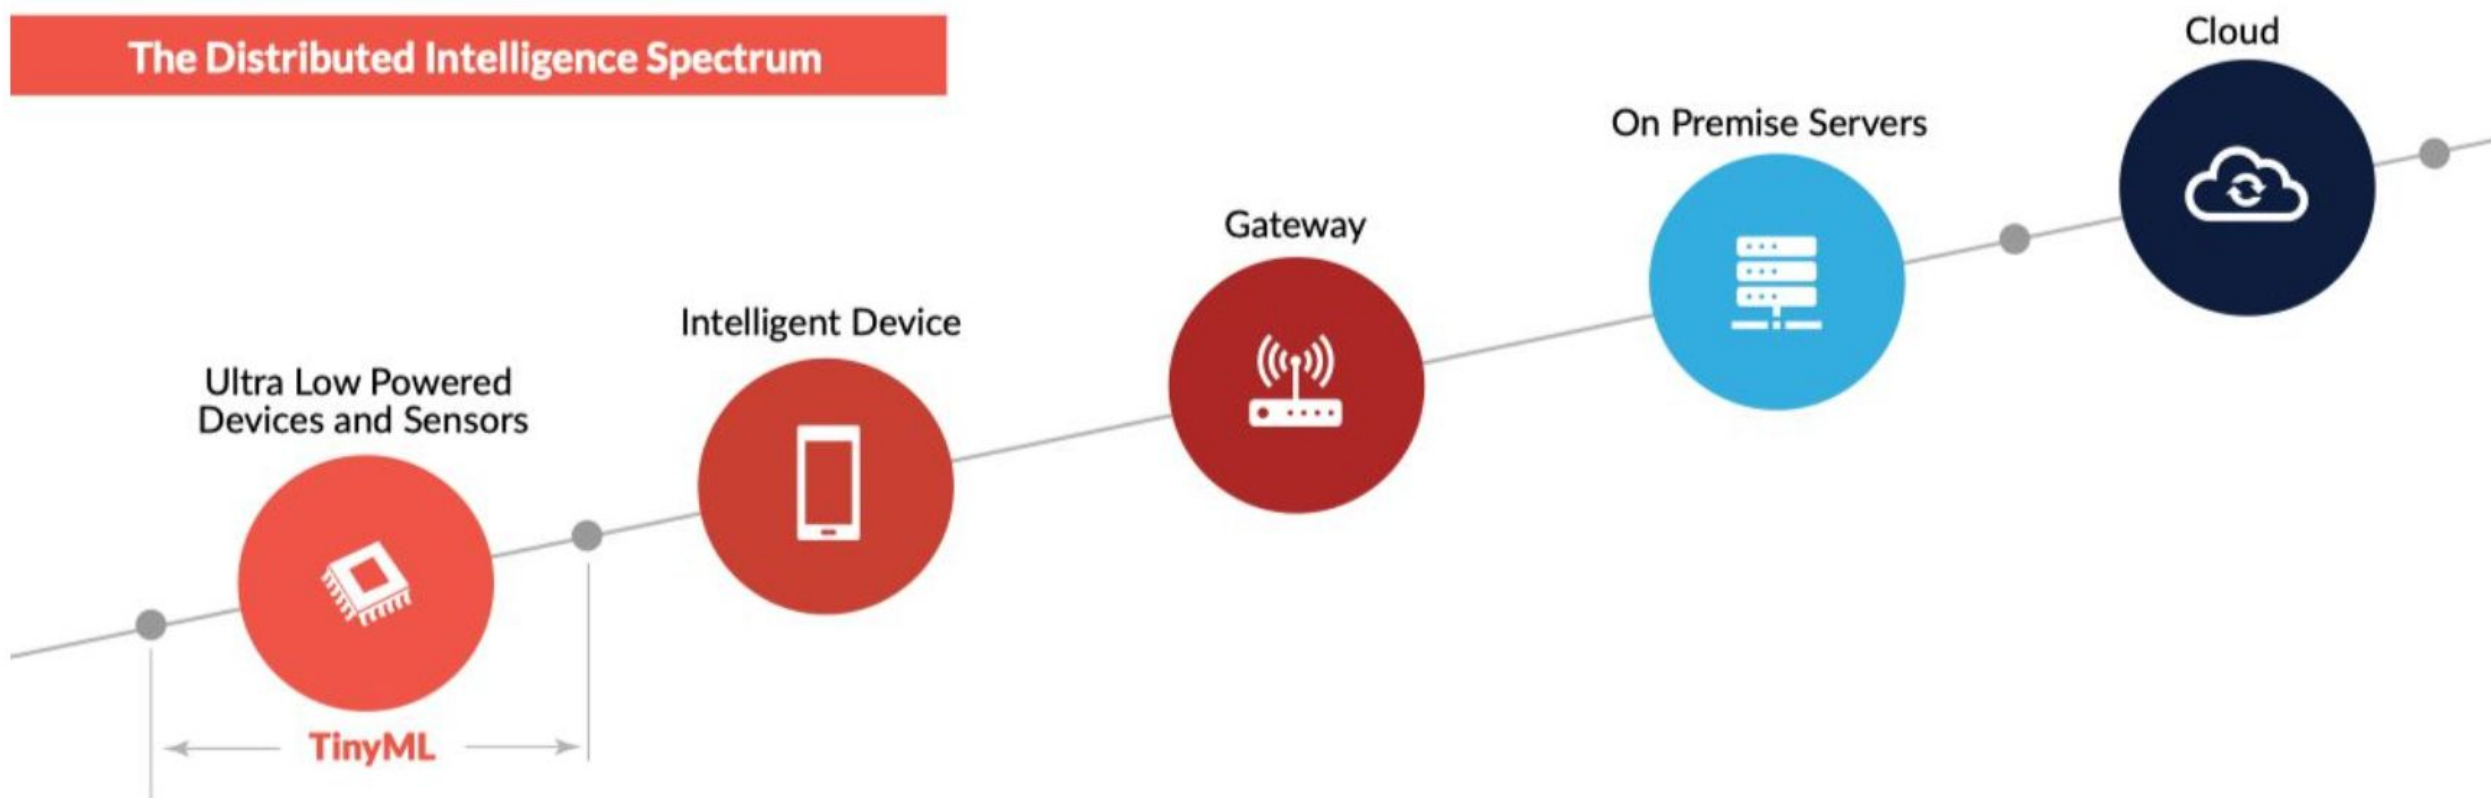 The Distributed Intelligence Spectrum
Cloud
On Premise Servers
Gateway
Intelligent Device
Ultra Low Powered
Devices and Sensors
TinyML